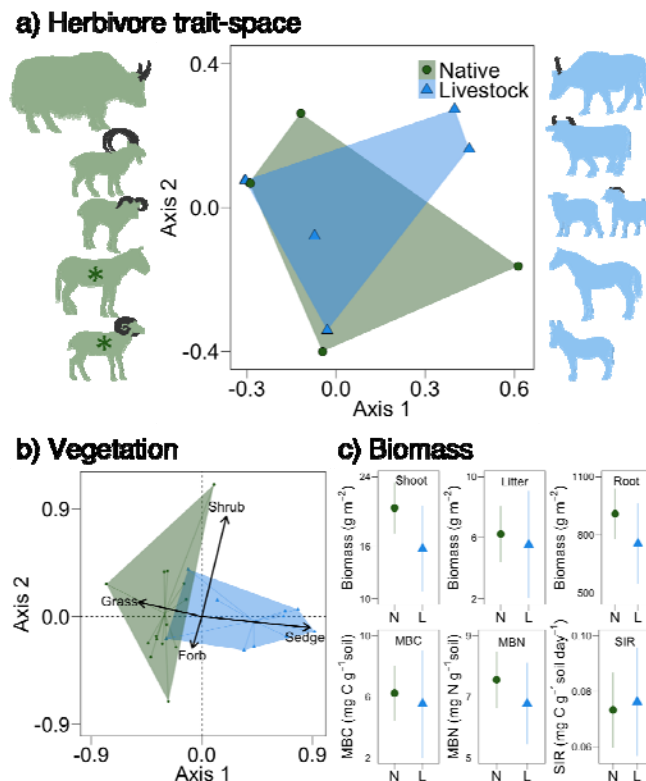 a) Herbivore trait-space
Native
Livestock
0.4
0.0
-0.4
Axis 2
-0.3
0.0
0.3
0.6
Axis 1
*
*
b) Vegetation
0.9
0.0
-0.9
Axis 2
Shrub
Grass
Forb
Sedge
-0.9
0.0
0.9
Axis 1
c) Biomass
Shoot
Biomass (g m⁻²)
24
16
10
Litter
Biomass (g m⁻²)
10
6
2
Root
Biomass (g m⁻²)
1100
800
500
N L
N L
N L
MBC
MBC (mg C g⁻¹soil)
10
6
2
MBN
MBN (mg N g⁻¹soil)
9
7
5
SIR
SIR (mg C g⁻¹ soil day⁻¹)
0.10
0.08
0.06
N L
N L
N L